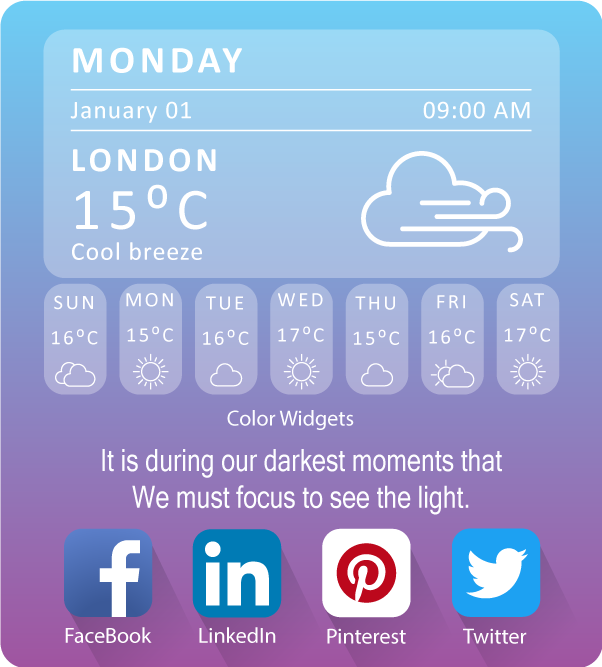 MONDAY
January 01 09:00 AM
LONDON
15°C
Cool breeze
SUN MON TUE WED THU FRI SAT
16°C 15°C 16°C 17°C 15°C 16°C 17°C
Color Widgets
It is during our darkest moments that
We must focus to see the light.
f in P
FaceBook LinkedIn Pinterest Twitter